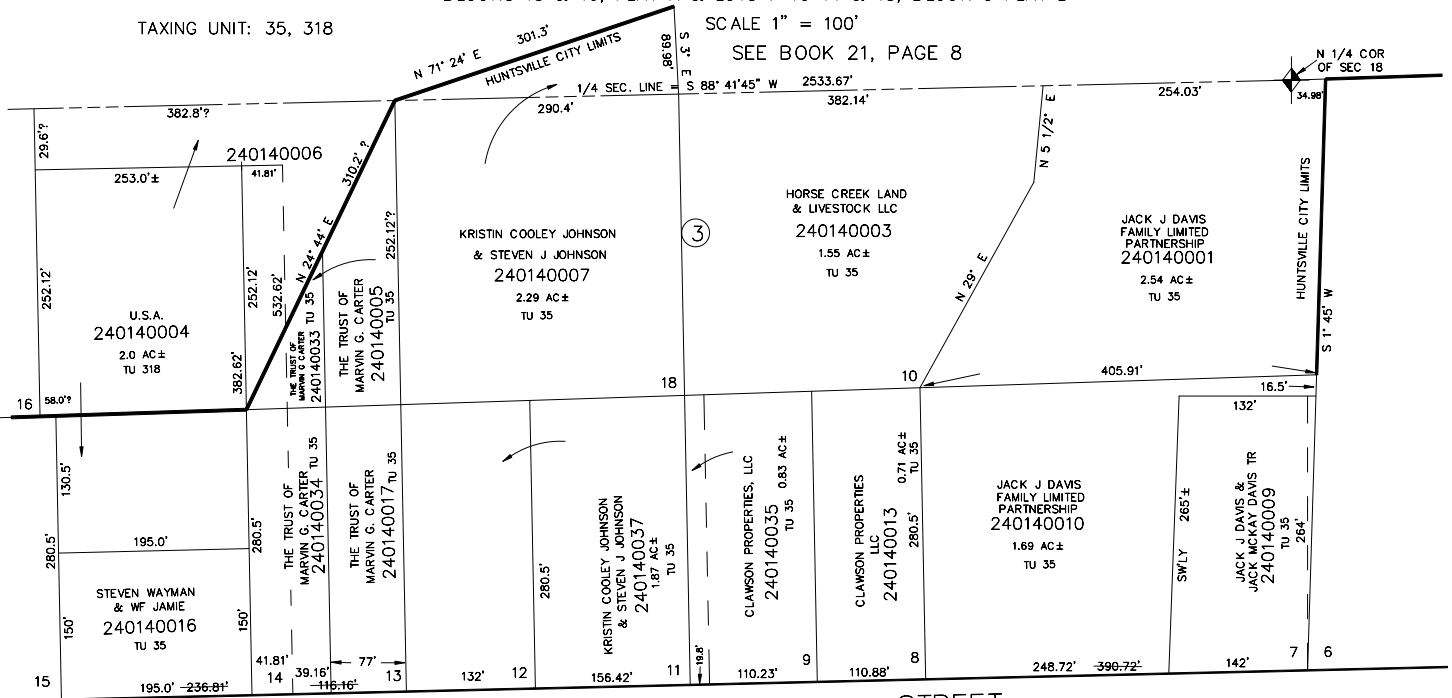 TAXING UNIT: 35, 318
SCALE 1" = 100'
SEE BOOK 21, PAGE 8
N 71° 24' E
301.3'
HUNTSVILLE CITY LIMITS
S 3° E
89.98'
1/4 SEC. LINE = S 88° 41'45" W
2533.67'
N 1/4 COR
OF SEC 18
382.8'?
290.4'
382.14'
254.03'
34.98'
29.6'?
240140006
253.0'±
41.81'
310.2' ?
N 24° 44' E
252.12'?
N 5 1/2° E
N 29° E
HUNTSVILLE CITY LIMITS
S 1° 45' W
252.12'
252.12'
532.62'
382.62'
U.S.A.
240140004
2.0 AC±
TU 318
THE TRUST OF
MARVIN G CARTER
240140033 TU 35
THE TRUST OF
MARVIN G. CARTER
240140005
TU 35
KRISTIN COOLEY JOHNSON
& STEVEN J JOHNSON
240140007
2.29 AC±
TU 35
3
HORSE CREEK LAND
& LIVESTOCK LLC
240140003
1.55 AC±
TU 35
JACK J DAVIS
FAMILY LIMITED
PARTNERSHIP
240140001
2.54 AC±
TU 35
16
58.0'?
18
10
405.91'
16.5'
132'
130.5'
280.5'
195.0'
280.5'
STEVEN WAYMAN
& WF JAMIE
240140016
TU 35
150'
150'
THE TRUST OF
MARVIN G. CARTER
240140034 TU 35
THE TRUST OF
MARVIN G. CARTER
240140017 TU 35
280.5'
KRISTIN COOLEY JOHNSON
& STEVEN J JOHNSON
240140037
1.87 AC±
TU 35
CLAWSON PROPERTIES, LLC
240140035
TU 35 0.83 AC±
CLAWSON PROPERTIES
LLC
240140013
0.71 AC±
TU 35
280.5'
JACK J DAVIS
FAMILY LIMITED
PARTNERSHIP
240140010
1.69 AC±
TU 35
SW'LY 265'±
JACK J DAVIS &
JACK MCKAY DAVIS TR
240140009
TU 35
264'
15
195.0' 236.81'
41.81'
14
39.16'
116.16'
77'
13
132'
12
156.42'
11
19.8'
110.23'
9
110.88'
8
248.72' 390.72'
142'
7
6
STREET